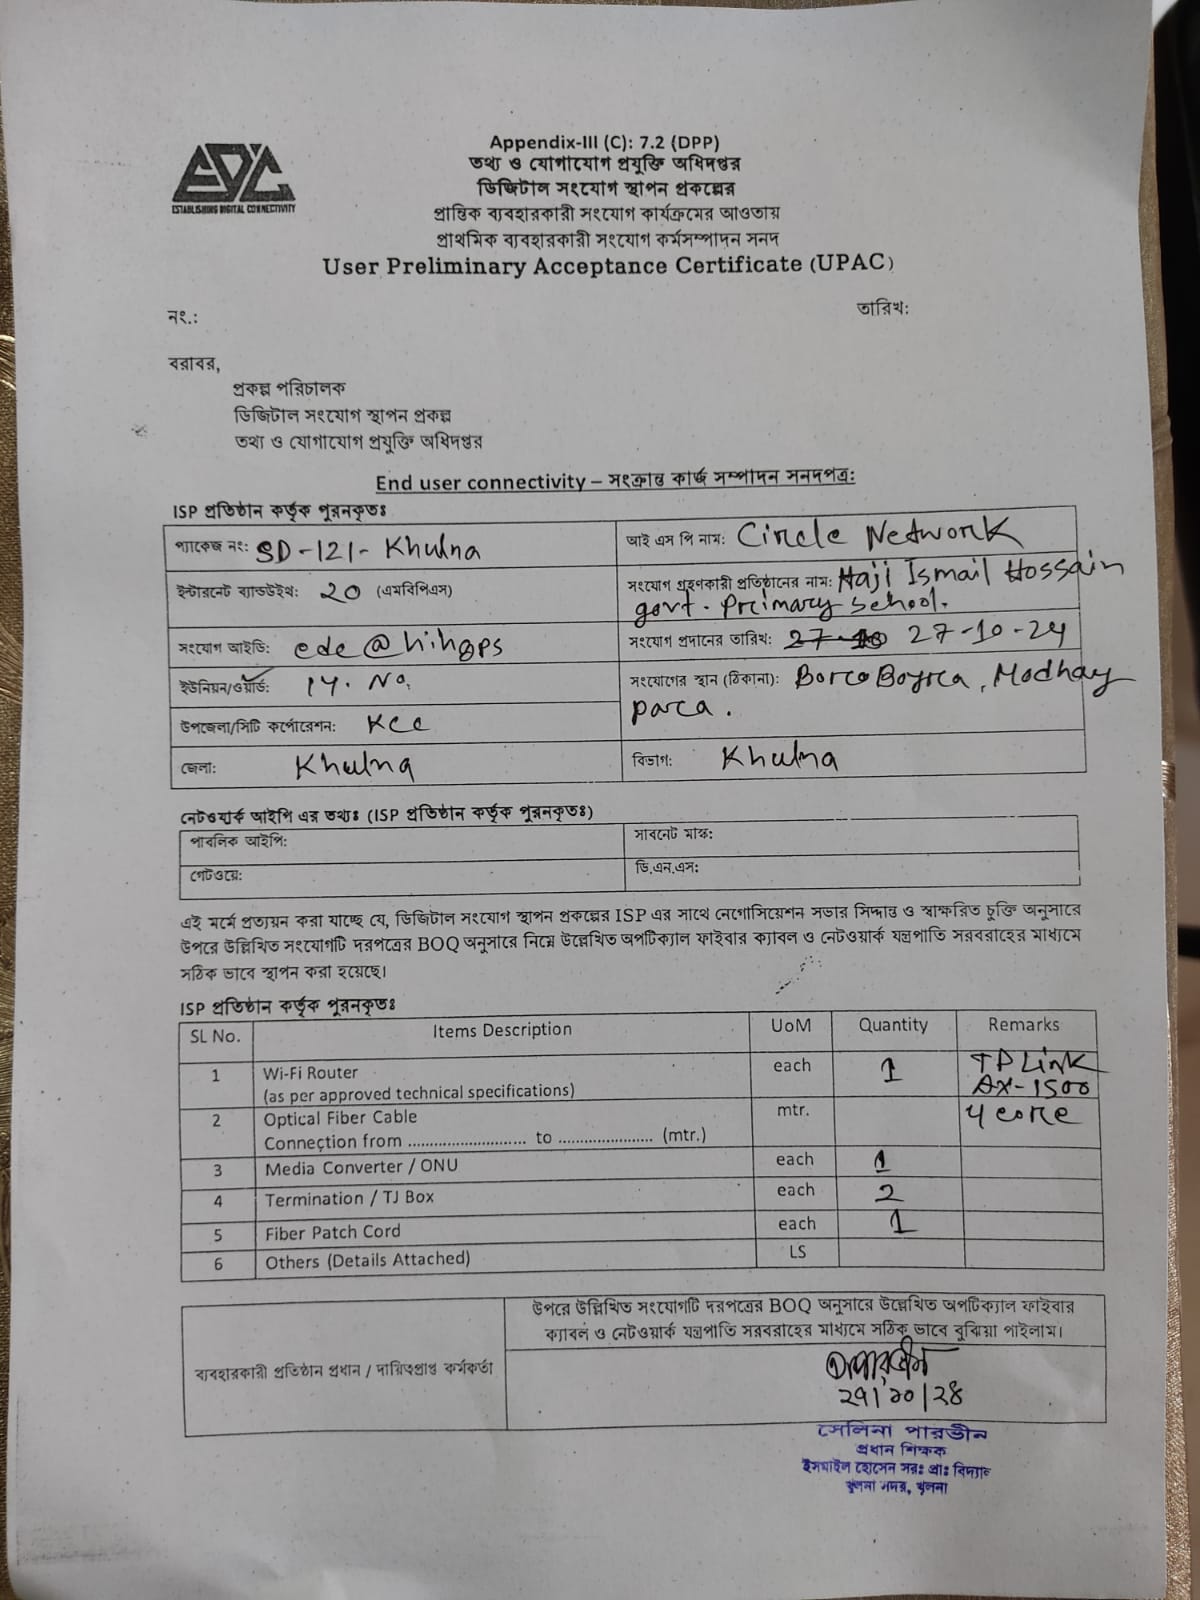 Appendix-III (C): 7.2 (DPP)
EDC
ESTABLISHING DIGITAL CONNECTIVITY
তথ্য ও যোগাযোগ প্রযুক্তি অধিদপ্তর
ডিজিটাল সংযোগ স্থাপন প্রকল্পের
প্রান্তিক ব্যবহারকারী সংযোগ কার্যক্রমের আওতায়
প্রাথমিক ব্যবহারকারী সংযোগ কর্মসম্পাদন সনদ
User Preliminary Acceptance Certificate (UPAC)
নং.: তারিখ:
বরাবর,
প্রকল্প পরিচালক
ডিজিটাল সংযোগ স্থাপন প্রকল্প
তথ্য ও যোগাযোগ প্রযুক্তি অধিদপ্তর
End user connectivity – সংক্রান্ত কার্জ সম্পাদন সনদপত্র:
ISP প্রতিষ্ঠান কর্তৃক পুরনকৃতঃ
প্যাকেজ নং: SD-121- Khulna আই এস পি নাম: Circle Network
ইন্টারনেট ব্যান্ডউইথ: 20 (এমবিপিএস) সংযোগ গ্রহণকারী প্রতিষ্ঠানের নাম: Haji Ismail Hossain
govt. Primary School.
সংযোগ আইডি: edc@hihgps সংযোগ প্রদানের তারিখ: 27-10-24
ইউনিয়ন/ওয়ার্ড: 14. No. সংযোগের স্থান (ঠিকানা): Boro Boyra, Modhay
para.
উপজেলা/সিটি কর্পোরেশন: KCC
জেলা: Khulna বিভাগ: Khulna
নেটওয়ার্ক আইপি এর তথ্যঃ (ISP প্রতিষ্ঠান কর্তৃক পুরনকৃতঃ)
পাবলিক আইপি: সাবনেট মাস্ক:
গেটওয়ে: ডি.এন.এস:
এই মর্মে প্রত্যয়ন করা যাচ্ছে যে, ডিজিটাল সংযোগ স্থাপন প্রকল্পের ISP এর সাথে নেগোসিয়েশন সভার সিদ্দান্ত ও স্বাক্ষরিত চুক্তি অনুসারে
উপরে উল্লিখিত সংযোগটি দরপত্রের BOQ অনুসারে নিম্নে উল্লেখিত অপটিক্যাল ফাইবার ক্যাবল ও নেটওয়ার্ক যন্ত্রপাতি সরবরাহের মাধ্যমে
সঠিক ভাবে স্থাপন করা হয়েছে।
ISP প্রতিষ্ঠান কর্তৃক পুরনকৃতঃ
SL No. Items Description UoM Quantity Remarks
1 Wi-Fi Router each 1 TP Link
(as per approved technical specifications) AX-1500
2 Optical Fiber Cable mtr. 4 core
Connection from ........................... to ...................... (mtr.)
3 Media Converter / ONU each 1
4 Termination / TJ Box each 2
5 Fiber Patch Cord each 1
6 Others (Details Attached) LS
উপরে উল্লিখিত সংযোগটি দরপত্রের BOQ অনুসারে উল্লেখিত অপটিক্যাল ফাইবার
ক্যাবল ও নেটওয়ার্ক যন্ত্রপাতি সরবরাহের মাধ্যমে সঠিক ভাবে বুঝিয়া পাইলাম।
ব্যবহারকারী প্রতিষ্ঠান প্রধান / দায়িত্বপ্রাপ্ত কর্মকর্তা
২৭/১০/২৪
সেলিনা পারভীন
প্রধান শিক্ষক
ইসমাইল হোসেন সরঃ প্রাঃ বিদ্যাঃ
খুলনা সদর, খুলনা